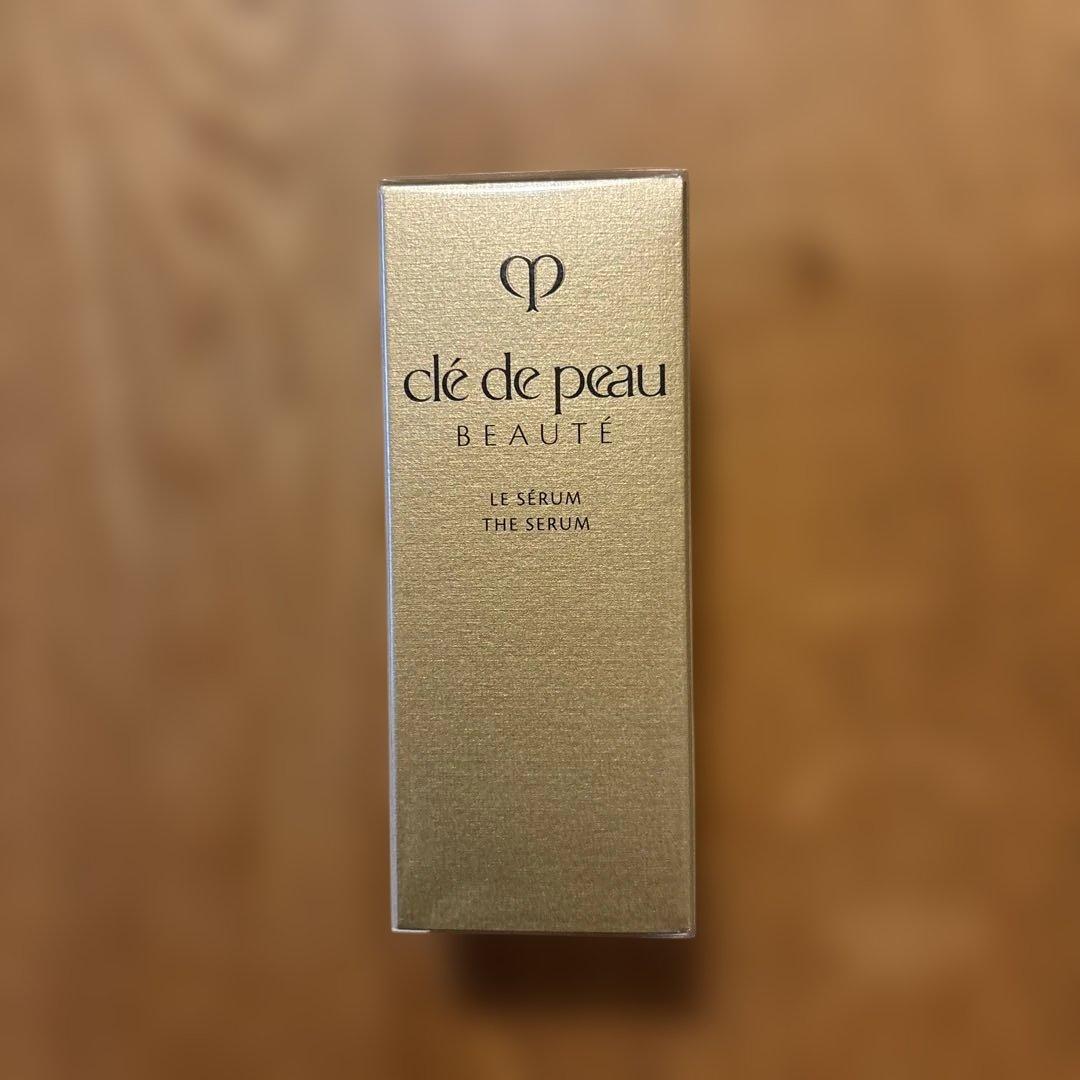 clé de peau
BEAUTÉ
LE SÉRUM
THE SERUM